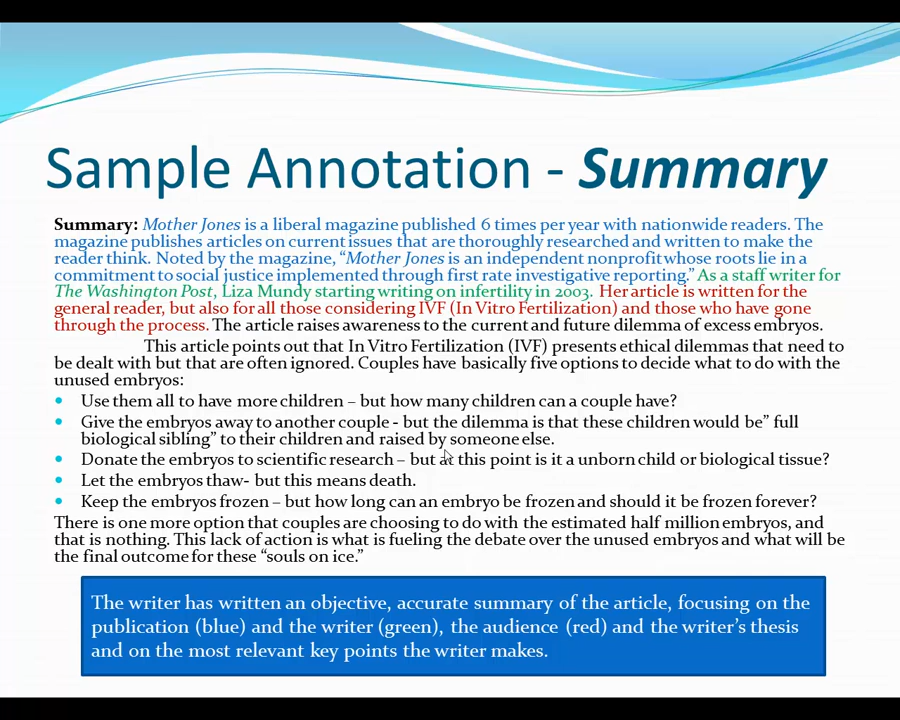 Sample Annotation - Summary
Summary: Mother Jones is a liberal magazine published 6 times per year with nationwide readers. The
magazine publishes articles on current issues that are thoroughly researched and written to make the
reader think. Noted by the magazine, “Mother Jones is an independent nonprofit whose roots lie in a
commitment to social justice implemented through first rate investigative reporting.” As a staff writer for
The Washington Post, Liza Mundy starting writing on infertility in 2003. Her article is written for the
general reader, but also for all those considering IVF (In Vitro Fertilization) and those who have gone
through the process. The article raises awareness to the current and future dilemma of excess embryos.
This article points out that In Vitro Fertilization (IVF) presents ethical dilemmas that need to
be dealt with but that are often ignored. Couples have basically five options to decide what to do with the
unused embryos:
• Use them all to have more children – but how many children can a couple have?
• Give the embryos away to another couple - but the dilemma is that these children would be” full
biological sibling” to their children and raised by someone else.
• Donate the embryos to scientific research – but at this point is it a unborn child or biological tissue?
• Let the embryos thaw- but this means death.
• Keep the embryos frozen – but how long can an embryo be frozen and should it be frozen forever?
There is one more option that couples are choosing to do with the estimated half million embryos, and
that is nothing. This lack of action is what is fueling the debate over the unused embryos and what will be
the final outcome for these “souls on ice.”
The writer has written an objective, accurate summary of the article, focusing on the
publication (blue) and the writer (green), the audience (red) and the writer’s thesis
and on the most relevant key points the writer makes.